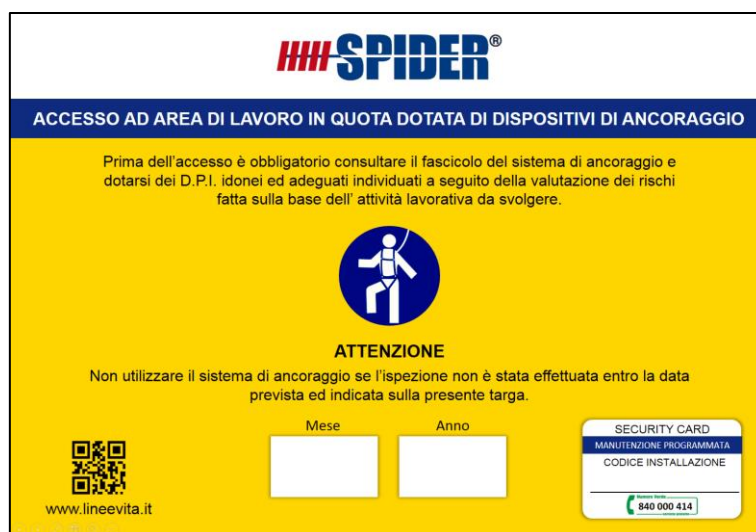 SPIDER®
ACCESSO AD AREA DI LAVORO IN QUOTA DOTATA DI DISPOSITIVI DI ANCORAGGIO
Prima dell'accesso è obbligatorio consultare il fascicolo del sistema di ancoraggio e
dotarsi dei D.P.I. idonei ed adeguati individuati a seguito della valutazione dei rischi
fatta sulla base dell' attività lavorativa da svolgere.
ATTENZIONE
Non utilizzare il sistema di ancoraggio se l'ispezione non è stata effettuata entro la data
prevista ed indicata sulla presente targa.
Mese
Anno
www.lineevita.it
SECURITY CARD
MANUTENZIONE PROGRAMMATA
CODICE INSTALLAZIONE
Numero Verde
840 000 414